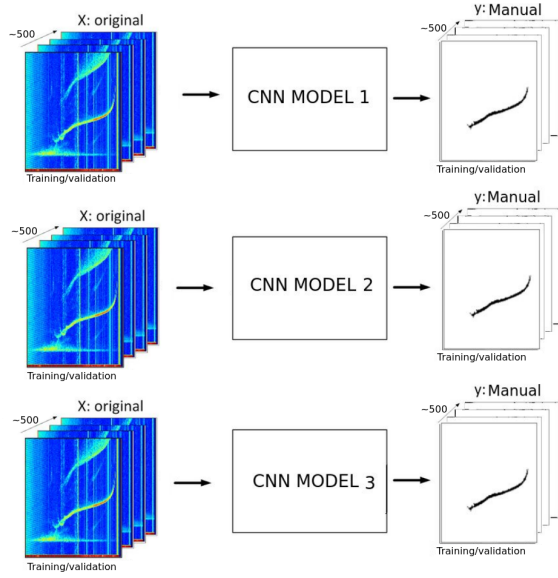 X: original
~500
CNN MODEL 1
y:Manual
~500
Training/validation
Training/validation
X: original
~500
CNN MODEL 2
y:Manual
~500
Training/validation
Training/validation
X: original
~500
CNN MODEL 3
y:Manual
~500
Training/validation
Training/validation